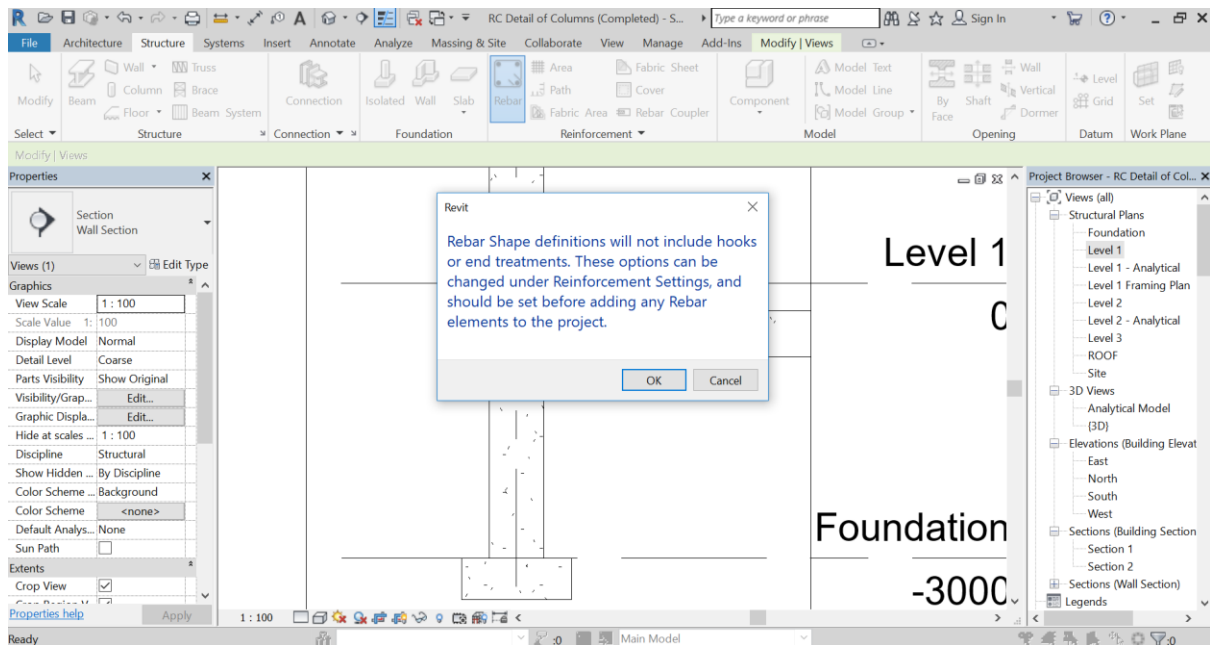 RC Detail of Columns (Completed) - S...
Type a keyword or phrase
Sign In
File Architecture Structure Systems Insert Annotate Analyze Massing & Site Collaborate View Manage Add-Ins Modify | Views
Modify
Beam
Wall
Truss
Column
Brace
Floor
Beam System
Connection
Isolated
Wall
Slab
Rebar
Area
Fabric Sheet
Path
Cover
Fabric Area
Rebar Coupler
Component
Model Text
Model Line
Model Group
By
Face
Shaft
Wall
Vertical
Dormer
Level
Grid
Set
Select
Structure
Connection
Foundation
Reinforcement
Model
Opening
Datum
Work Plane
Modify | Views
Properties
Section
Wall Section
Views (1)
Edit Type
Graphics
View Scale 1 : 100
Scale Value 1: 100
Display Model Normal
Detail Level Coarse
Parts Visibility Show Original
Visibility/Grap... Edit...
Graphic Displa... Edit...
Hide at scales ... 1 : 100
Discipline Structural
Show Hidden ... By Discipline
Color Scheme ... Background
Color Scheme <none>
Default Analys... None
Sun Path
Extents
Crop View
Properties help
Apply
Revit
Rebar Shape definitions will not include hooks
or end treatments. These options can be
changed under Reinforcement Settings, and
should be set before adding any Rebar
elements to the project.
OK
Cancel
Level 1
0
Foundation
-3000
1 : 100
Project Browser - RC Detail of Col...
Views (all)
Structural Plans
Foundation
Level 1
Level 1 - Analytical
Level 1 Framing Plan
Level 2
Level 2 - Analytical
Level 3
ROOF
Site
3D Views
Analytical Model
{3D}
Elevations (Building Elevat
East
North
South
West
Sections (Building Section
Section 1
Section 2
Sections (Wall Section)
Legends
Ready
:0
Main Model
:0